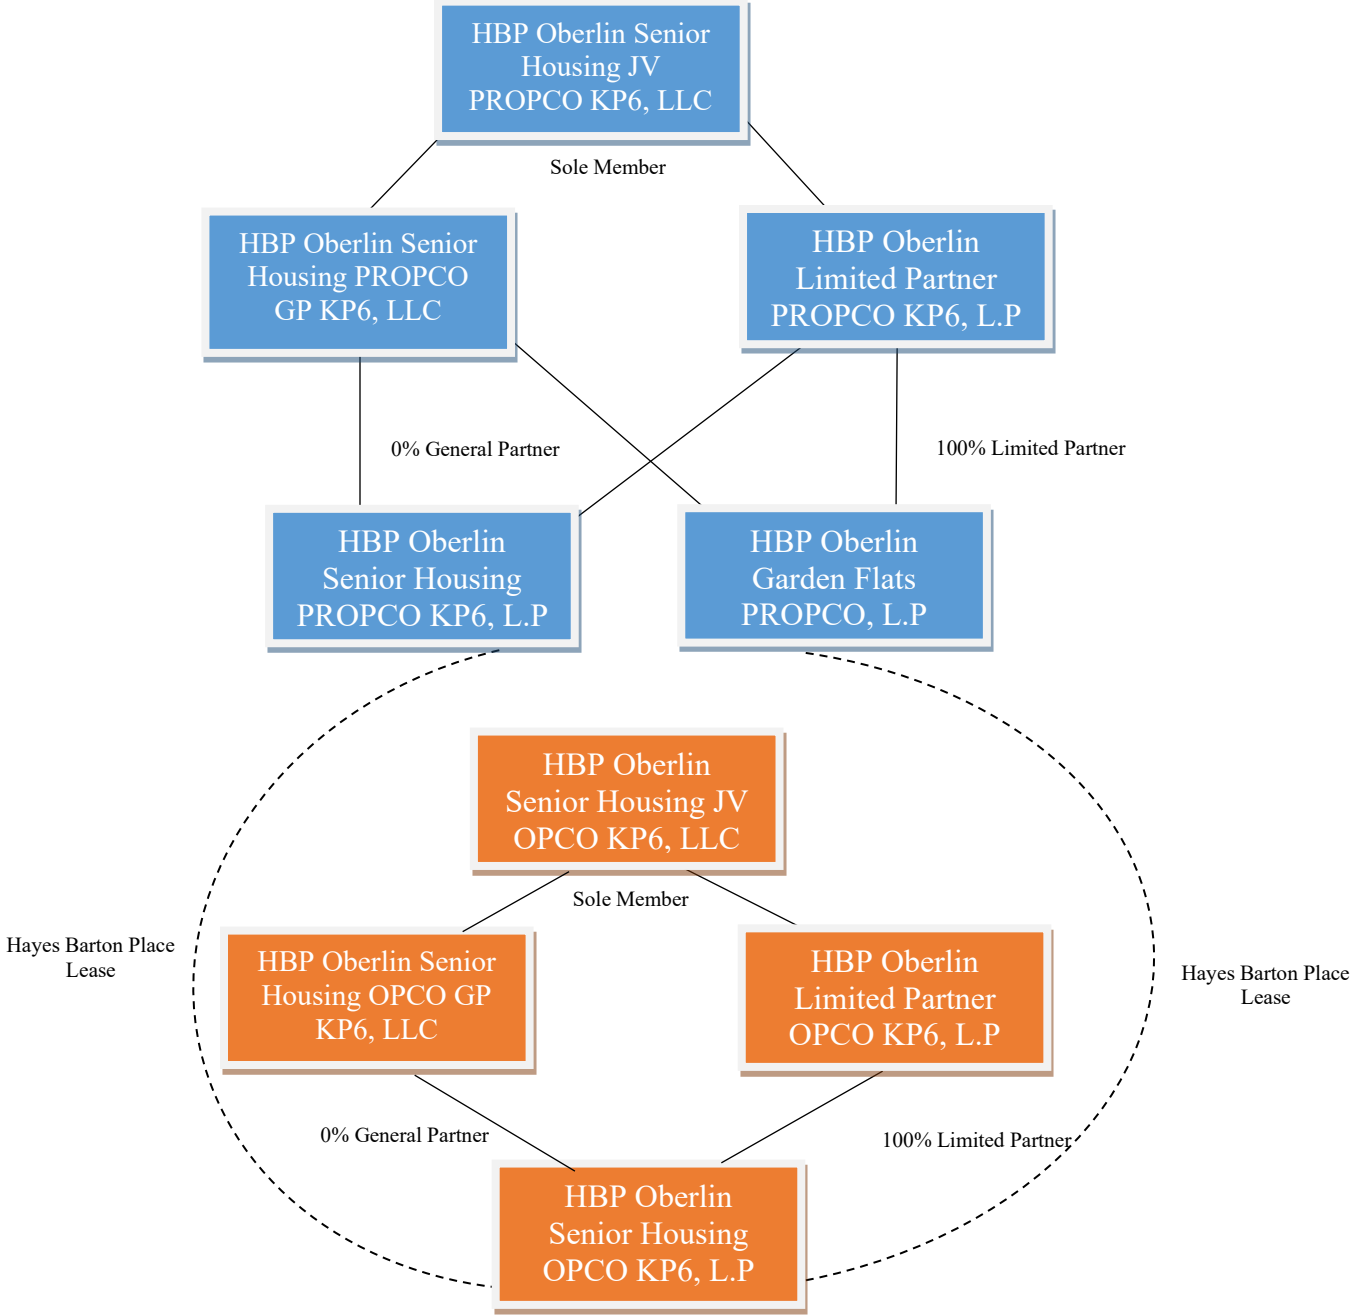 HBP Oberlin Senior
Housing JV
PROPCO KP6, LLC
Sole Member
HBP Oberlin Senior
Housing PROPCO
GP KP6, LLC
HBP Oberlin
Limited Partner
PROPCO KP6, L.P
0% General Partner
100% Limited Partner
HBP Oberlin
Senior Housing
PROPCO KP6, L.P
HBP Oberlin
Garden Flats
PROPCO, L.P
HBP Oberlin
Senior Housing JV
OPCO KP6, LLC
Sole Member
Hayes Barton Place
Lease
HBP Oberlin Senior
Housing OPCO GP
KP6, LLC
HBP Oberlin
Limited Partner
OPCO KP6, L.P
Hayes Barton Place
Lease
0% General Partner
100% Limited Partner
HBP Oberlin
Senior Housing
OPCO KP6, L.P